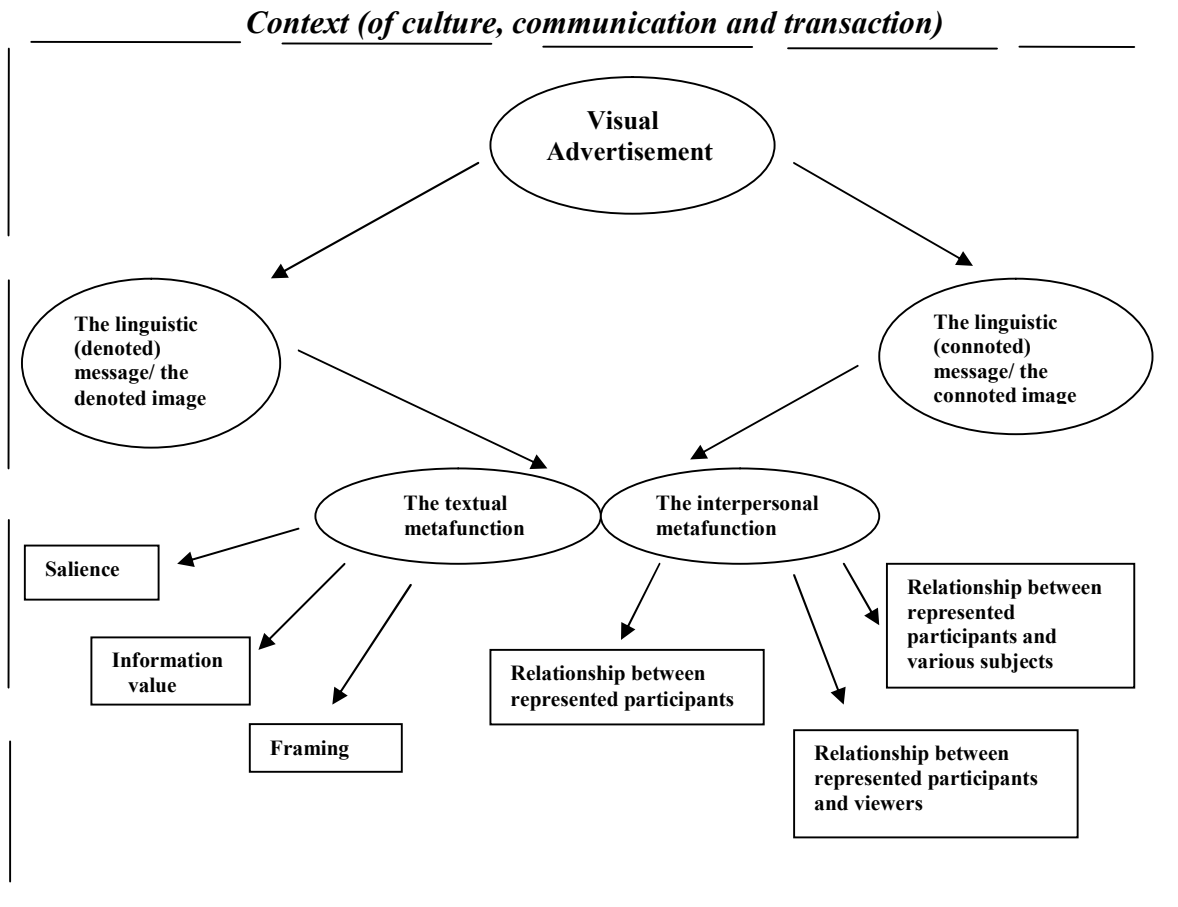 Context (of culture, communication and transaction)
Visual
Advertisement
The linguistic
(denoted)
message/ the
denoted image
The linguistic
(connoted)
message/ the
connoted image
The textual
metafunction
The interpersonal
metafunction
Salience
Information
value
Framing
Relationship between
represented participants
Relationship between
represented
participants and
various subjects
Relationship between
represented participants
and viewers